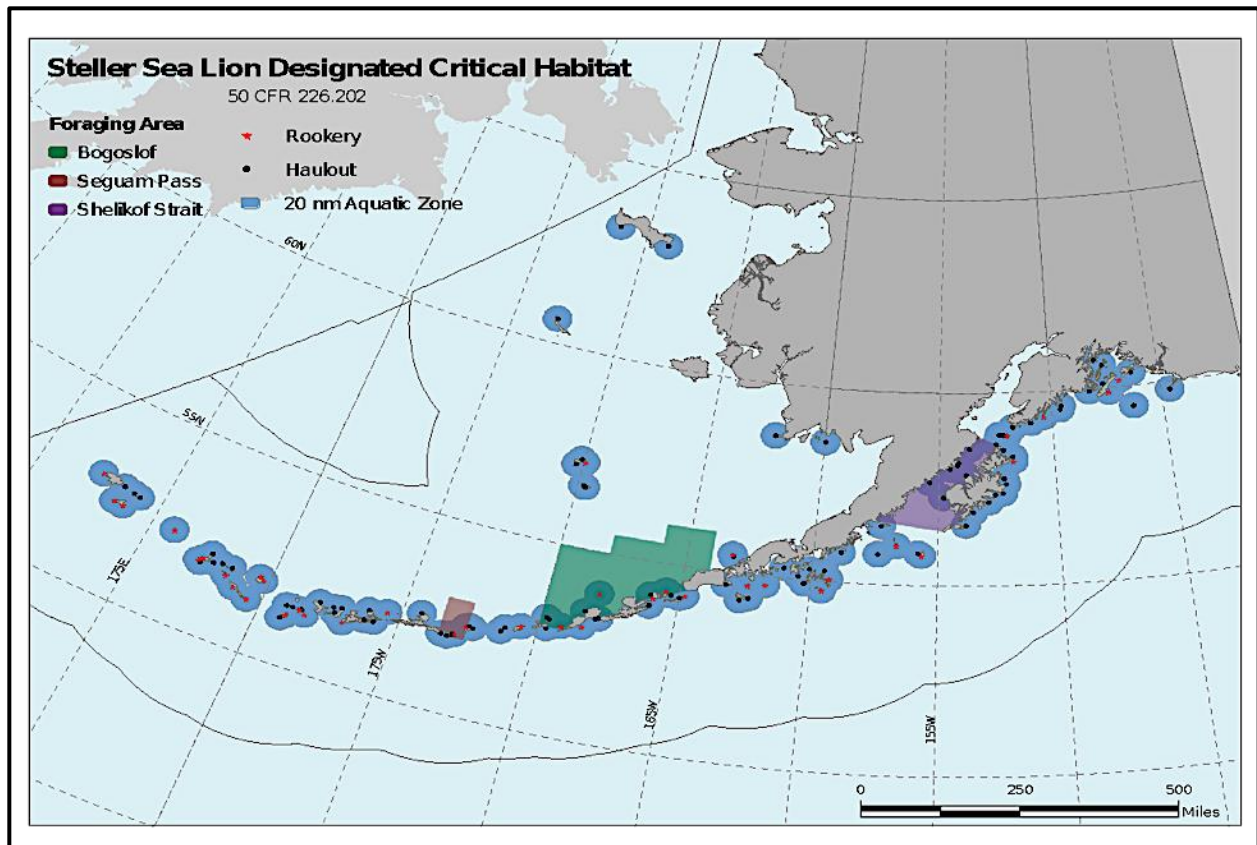 Steller Sea Lion Designated Critical Habitat
50 CFR 226.202
Foraging Area
Bogoslof
Seguam Pass
Shelikof Strait
Rookery
Haulout
20 nm Aquatic Zone
60N
55N
175E
175W
165W
155W
0 250 500
Miles